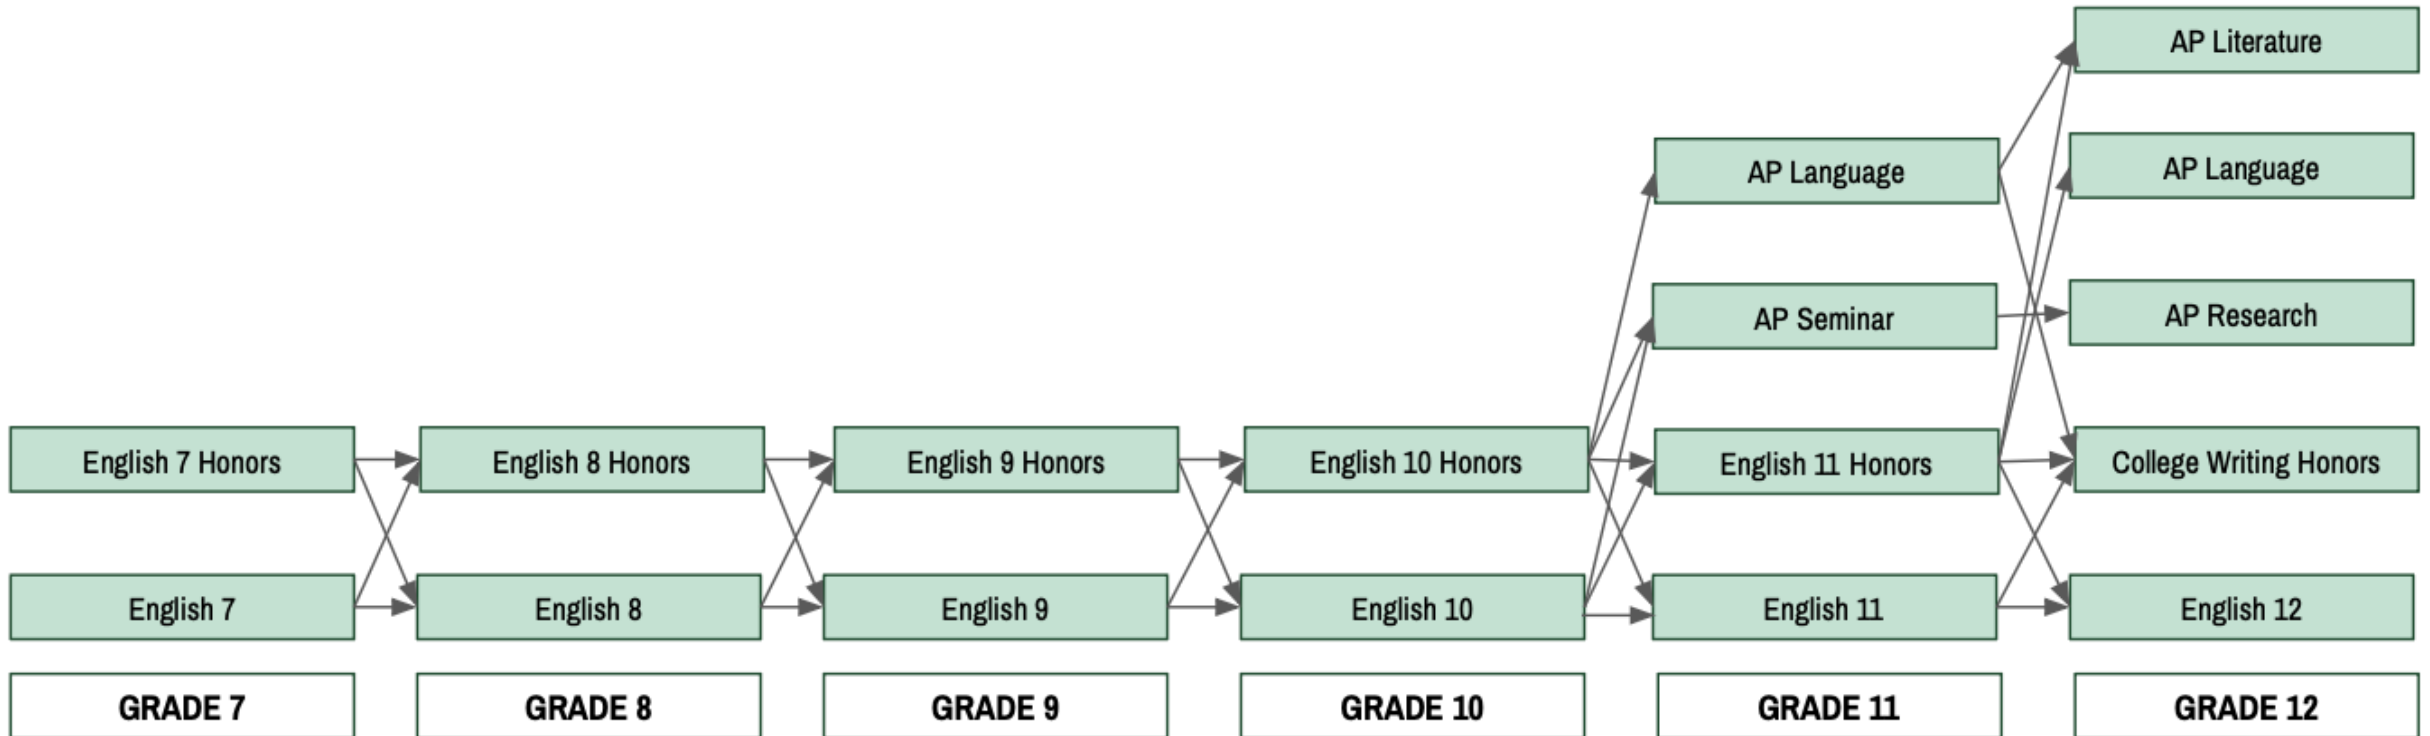 AP Literature
AP Language
AP Language
AP Seminar
AP Research
English 7 Honors
English 8 Honors
English 9 Honors
English 10 Honors
English 11 Honors
College Writing Honors
English 7
English 8
English 9
English 10
English 11
English 12
GRADE 7
GRADE 8
GRADE 9
GRADE 10
GRADE 11
GRADE 12